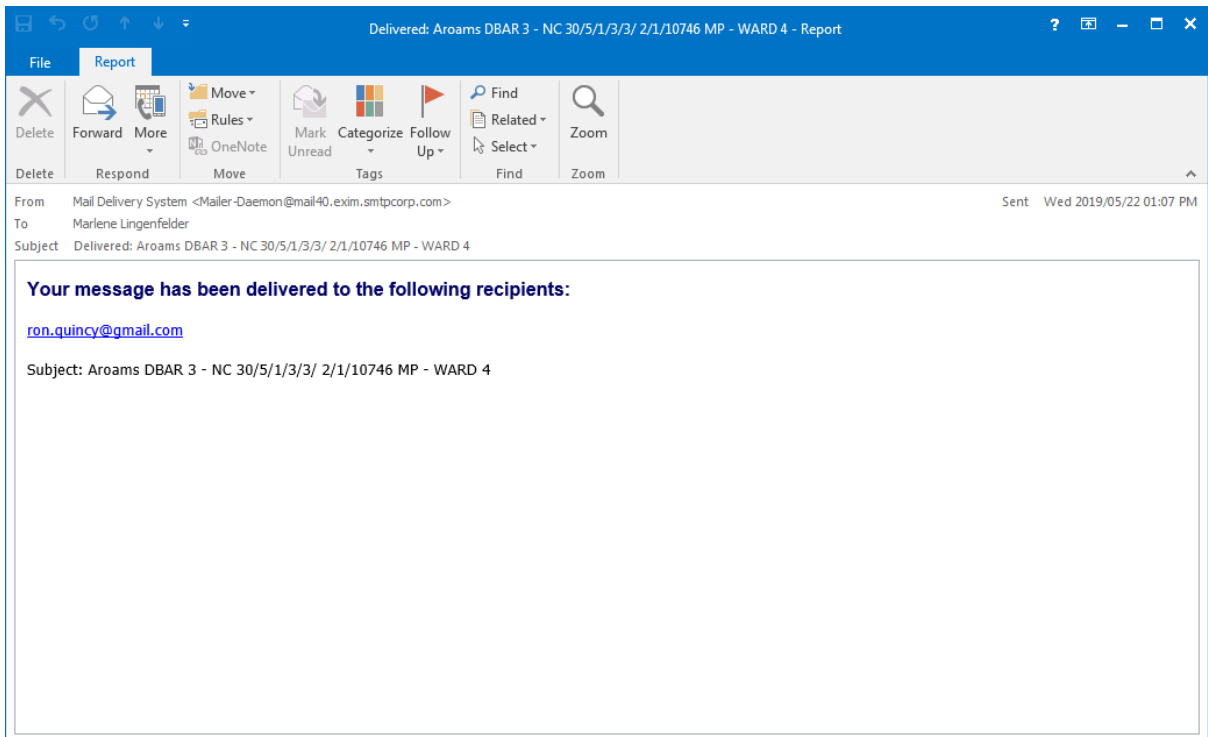 Delivered: Aroams DBAR 3 - NC 30/5/1/3/3/ 2/1/10746 MP - WARD 4 - Report
?
File Report
Delete
Forward
More
Move
Rules
OneNote
Mark Unread
Categorize
Follow Up
Find
Related
Select
Zoom
Delete Respond Move Tags Find Zoom
From Mail Delivery System <Mailer-Daemon@mail40.exim.smtpcorp.com> Sent Wed 2019/05/22 01:07 PM
To Marlene Lingenfelder
Subject Delivered: Aroams DBAR 3 - NC 30/5/1/3/3/ 2/1/10746 MP - WARD 4
Your message has been delivered to the following recipients:
ron.quincy@gmail.com
Subject: Aroams DBAR 3 - NC 30/5/1/3/3/ 2/1/10746 MP - WARD 4